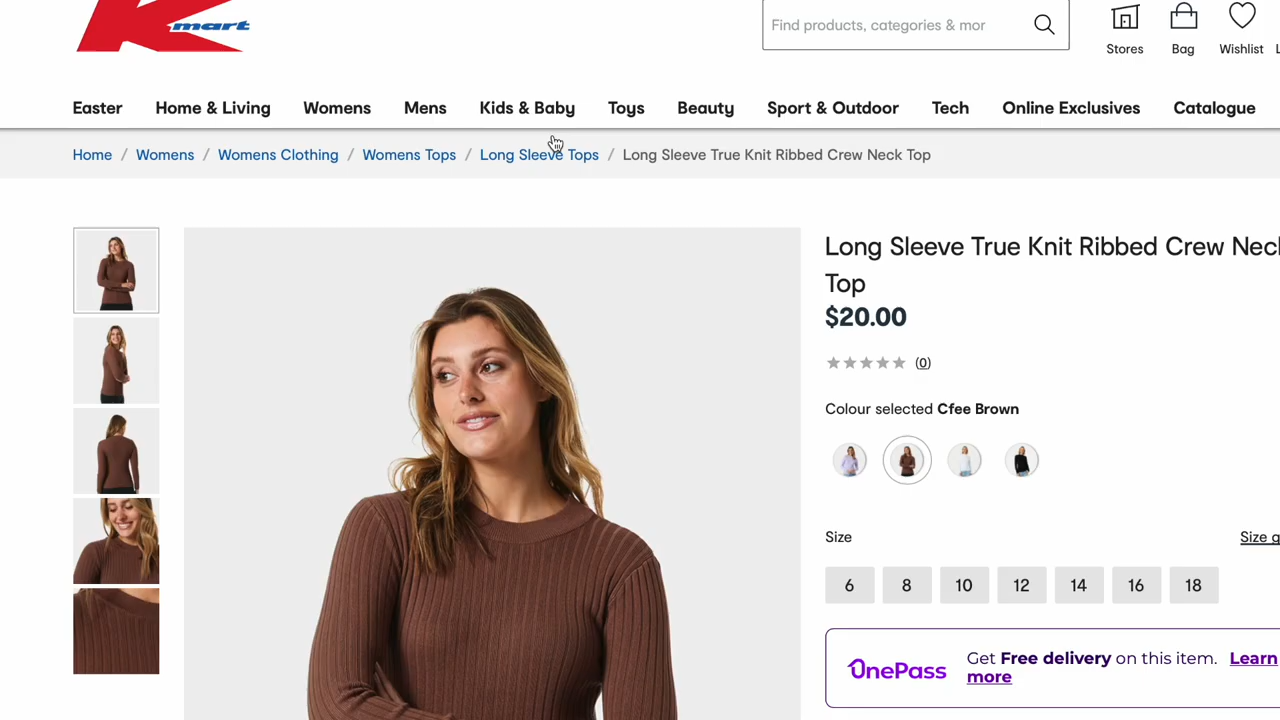 mart
Find products, categories & mor
Stores
Bag
Wishlist
Easter
Home & Living
Womens
Mens
Kids & Baby
Toys
Beauty
Sport & Outdoor
Tech
Online Exclusives
Catalogue
Home / Womens / Womens Clothing / Womens Tops / Long Sleeve Tops / Long Sleeve True Knit Ribbed Crew Neck Top
Long Sleeve True Knit Ribbed Crew Neck
Top
$20.00
(0)
Colour selected Cfee Brown
Size
Size g
6
8
10
12
14
16
18
OnePass
Get Free delivery on this item. Learn
more